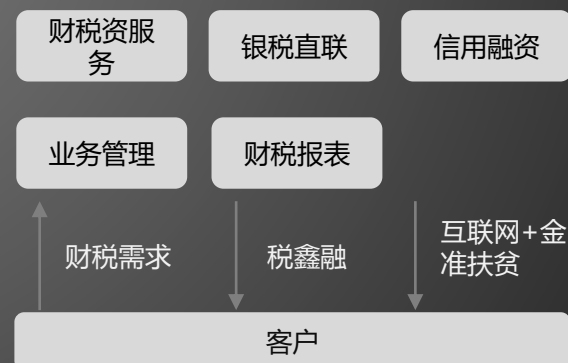 财税资服
务
银税直联
信用融资
业务管理
财税报表
财税需求
税鑫融
互联网+金
准扶贫
客户